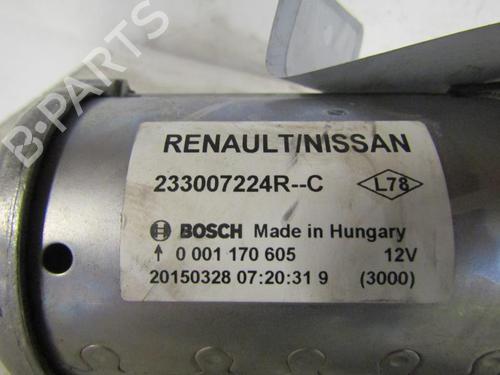 B-PARTS
RENAULT/NISSAN
233007224R--C L78
BOSCH Made in Hungary
0 001 170 605 12V
20150328 07:20:31 9 (3000)